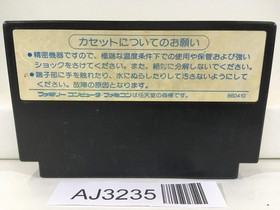 カセットについてのお願い
●精密機器ですので、極端な温度条件下での使用や保管および強い
ショックをさけてください。また、絶対に分解しないでください。
●端子部に手を触れたり、水にぬらしたりして汚さないようにして
ください。故障の原因となります。
ファミリーコンピュータ ファミコンは任天堂の商標です。
AJ3235